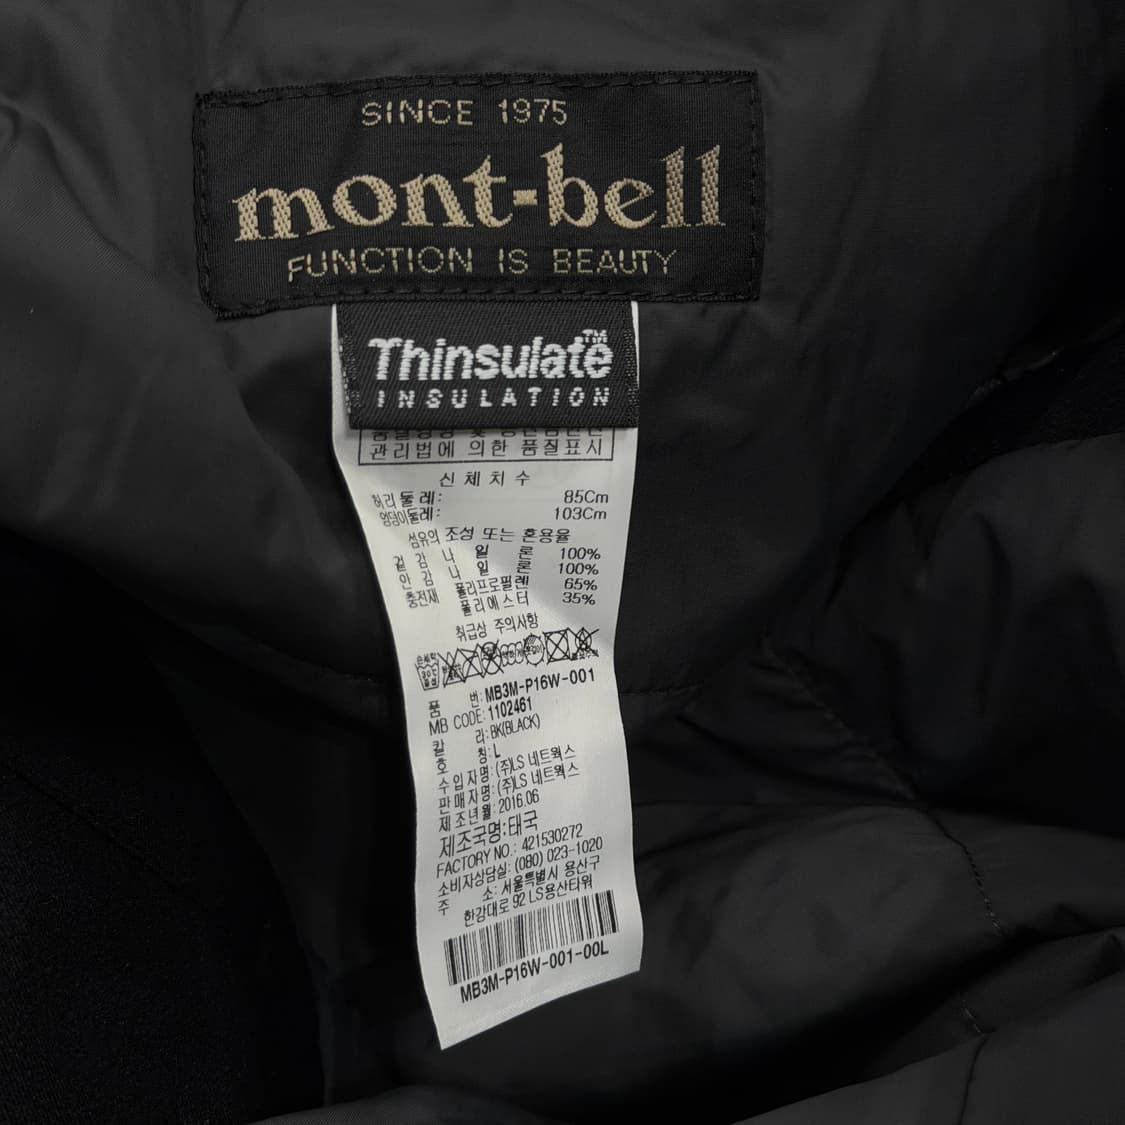 SINCE 1975
mont-bell
FUNCTION IS BEAUTY
Thinsulate™
INSULATION
관리법에 의한 품질표시
신체치수
허리둘레: 85Cm
엉덩이둘레: 103Cm
섬유의 조성 또는 혼용율
겉감 나일론 100%
안감 나일론 100%
충전재 폴리프로필렌 65%
폴리에스터 35%
취급상 주의사항
품 번: MB3M-P16W-001
MB CODE: 1102461
칼 라: BK(BLACK)
호 칭: L
수입자명: (주)LS 네트웍스
판매자명: (주)LS 네트웍스
제조년월: 2016.06
제조국명: 태국
FACTORY NO.: 421530272
소비자상담실: (080) 023-1020
주 소: 서울특별시 용산구
한강대로 92 LS용산타워
MB3M-P16W-001-00L